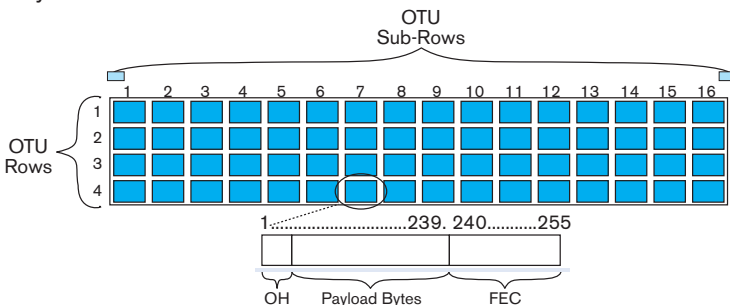 OTU
Sub-Rows
1 2 3 4 5 6 7 8 9 10 11 12 13 14 15 16
1
2
OTU
Rows
3
4
1.......................239. 240..........255
OH Payload Bytes FEC